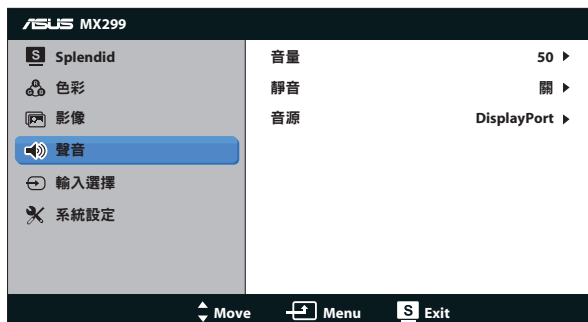 ASUS MX299
S Splendid
色彩
影像
聲音
輸入選擇
系統設定
音量 50
靜音 關
音源 DisplayPort
Move Menu S Exit